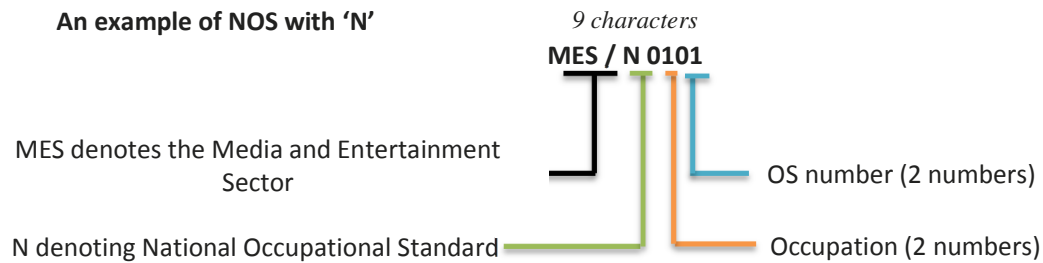 An example of NOS with ‘N’
9 characters
MES / N 0101
MES denotes the Media and Entertainment
Sector
OS number (2 numbers)
N denoting National Occupational Standard
Occupation (2 numbers)